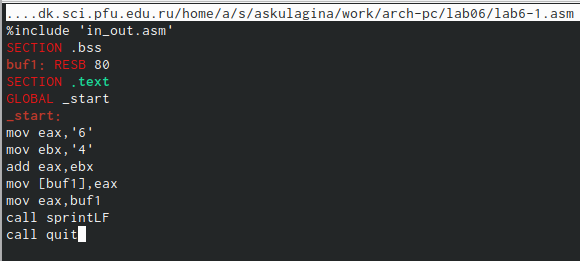 ....dk.sci.pfu.edu.ru/home/a/s/askulagina/work/arch-pc/lab06/lab6-1.asm
%include 'in_out.asm'
SECTION .bss
buf1: RESB 80
SECTION .text
GLOBAL _start
_start:
mov eax,'6'
mov ebx,'4'
add eax,ebx
mov [buf1],eax
mov eax,buf1
call sprintLF
call quit